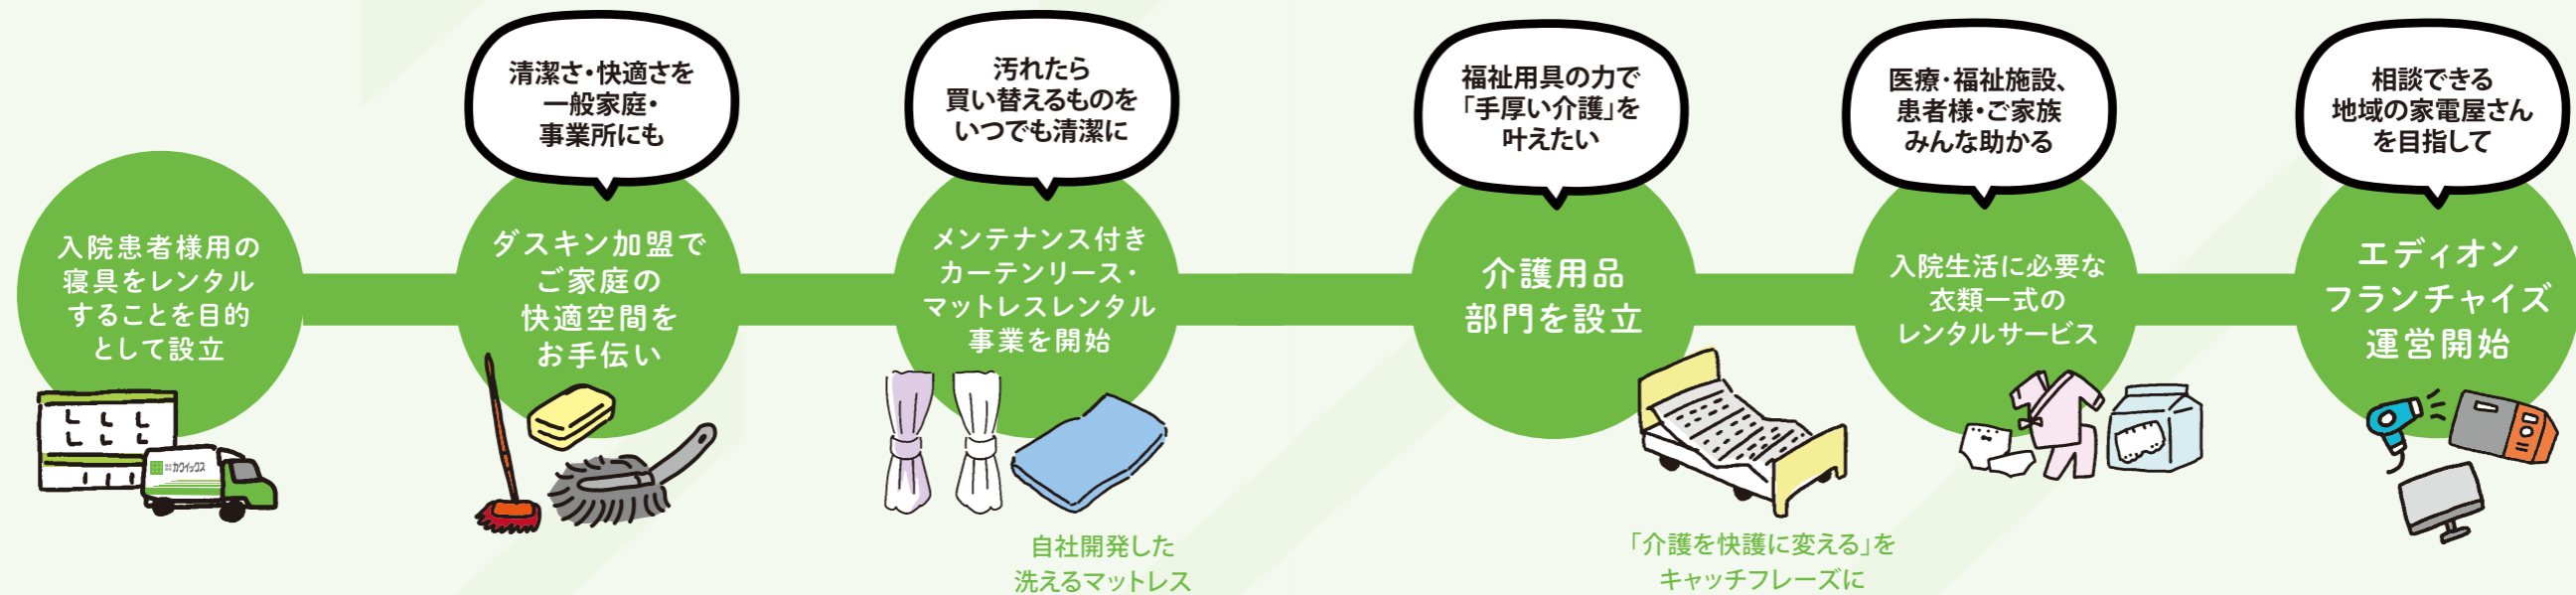 入院患者様用の
寝具をレンタル
することを目的
として設立
カワイックス
清潔さ・快適さを
一般家庭・
事業所にも
ダスキン加盟で
ご家庭の
快適空間を
お手伝い
汚れたら
買い替えるものを
いつでも清潔に
メンテナンス付き
カーテンリース・
マットレスレンタル
事業を開始
自社開発した
洗えるマットレス
福祉用具の力で
「手厚い介護」を
叶えたい
介護用品
部門を設立
「介護を快護に変える」を
キャッチフレーズに
医療・福祉施設、
患者様・ご家族
みんな助かる
入院生活に必要な
衣類一式の
レンタルサービス
相談できる
地域の家電屋さん
を目指して
エディオン
フランチャイズ
運営開始